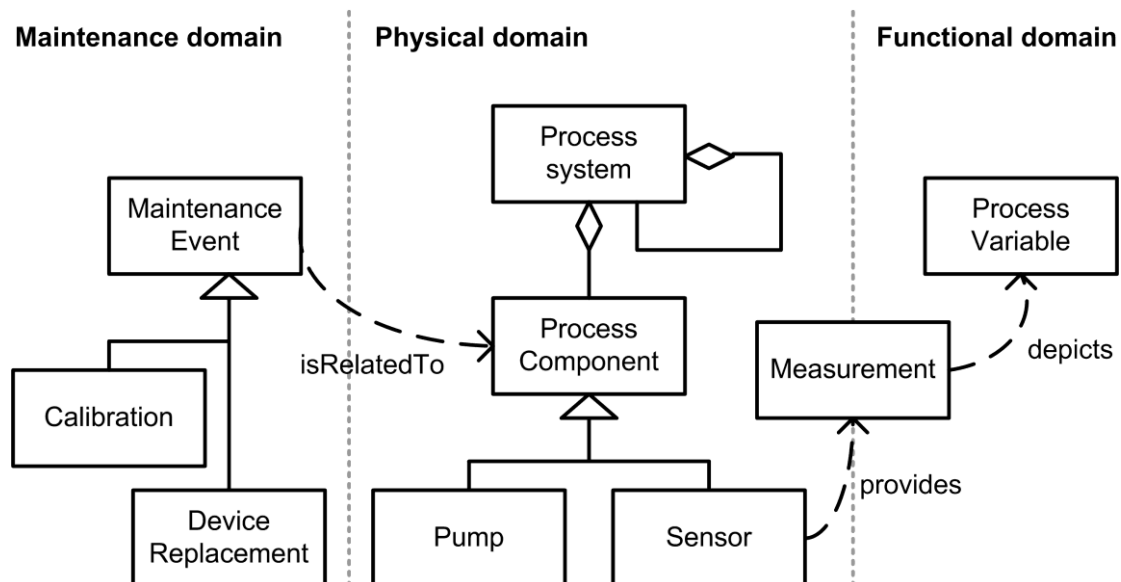 Maintenance domain
Physical domain
Functional domain
Process
system
Maintenance
Event
Process
Variable
Process
Component
isRelatedTo
Measurement
depicts
Calibration
provides
Device
Replacement
Pump
Sensor